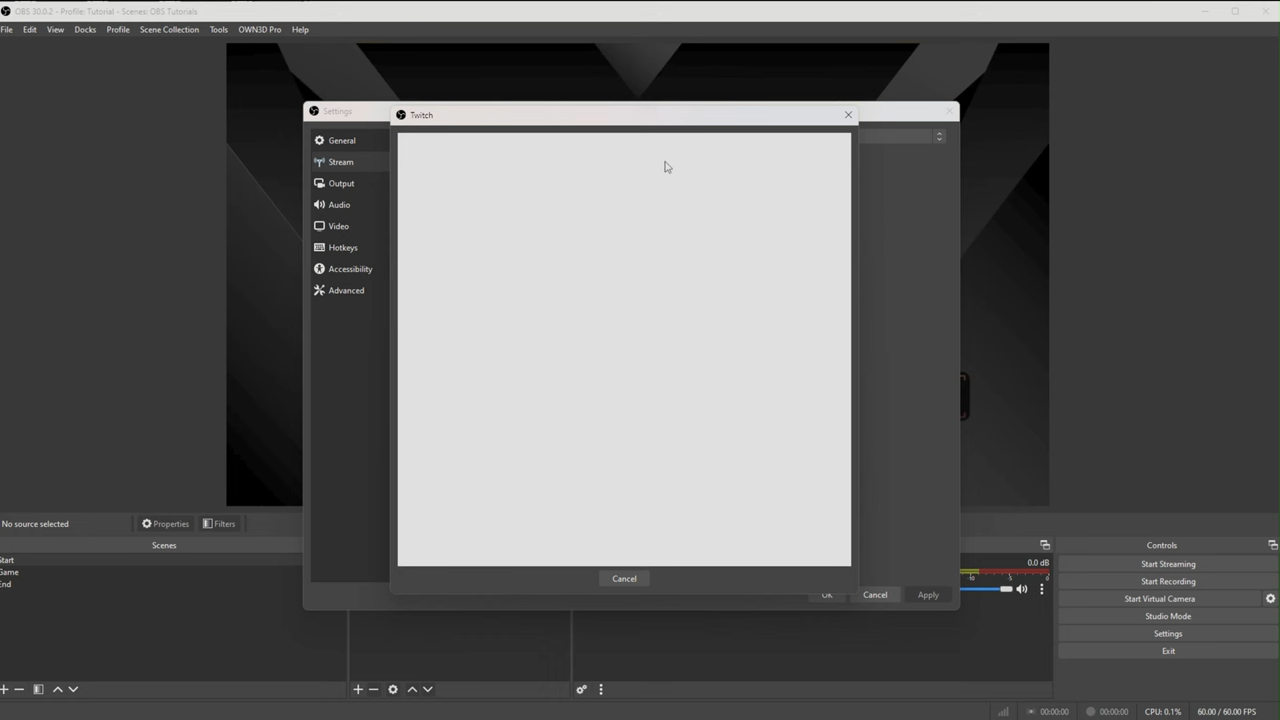 OBS 30.0.2 - Profile: Tutorial - Scenes: OBS Tutorials
File Edit View Docks Profile Scene Collection Tools OWN3D Pro Help
Settings
Twitch
General
Stream
Output
Audio
Video
Hotkeys
Accessibility
Advanced
Cancel
OK Cancel Apply
No source selected Properties Filters
Scenes
Start
Game
End
0.0 dB
-10 -5 0
Controls
Start Streaming
Start Recording
Start Virtual Camera
Studio Mode
Settings
Exit
00:00:00 00:00:00 CPU: 0.1% 60.00 / 60.00 FPS